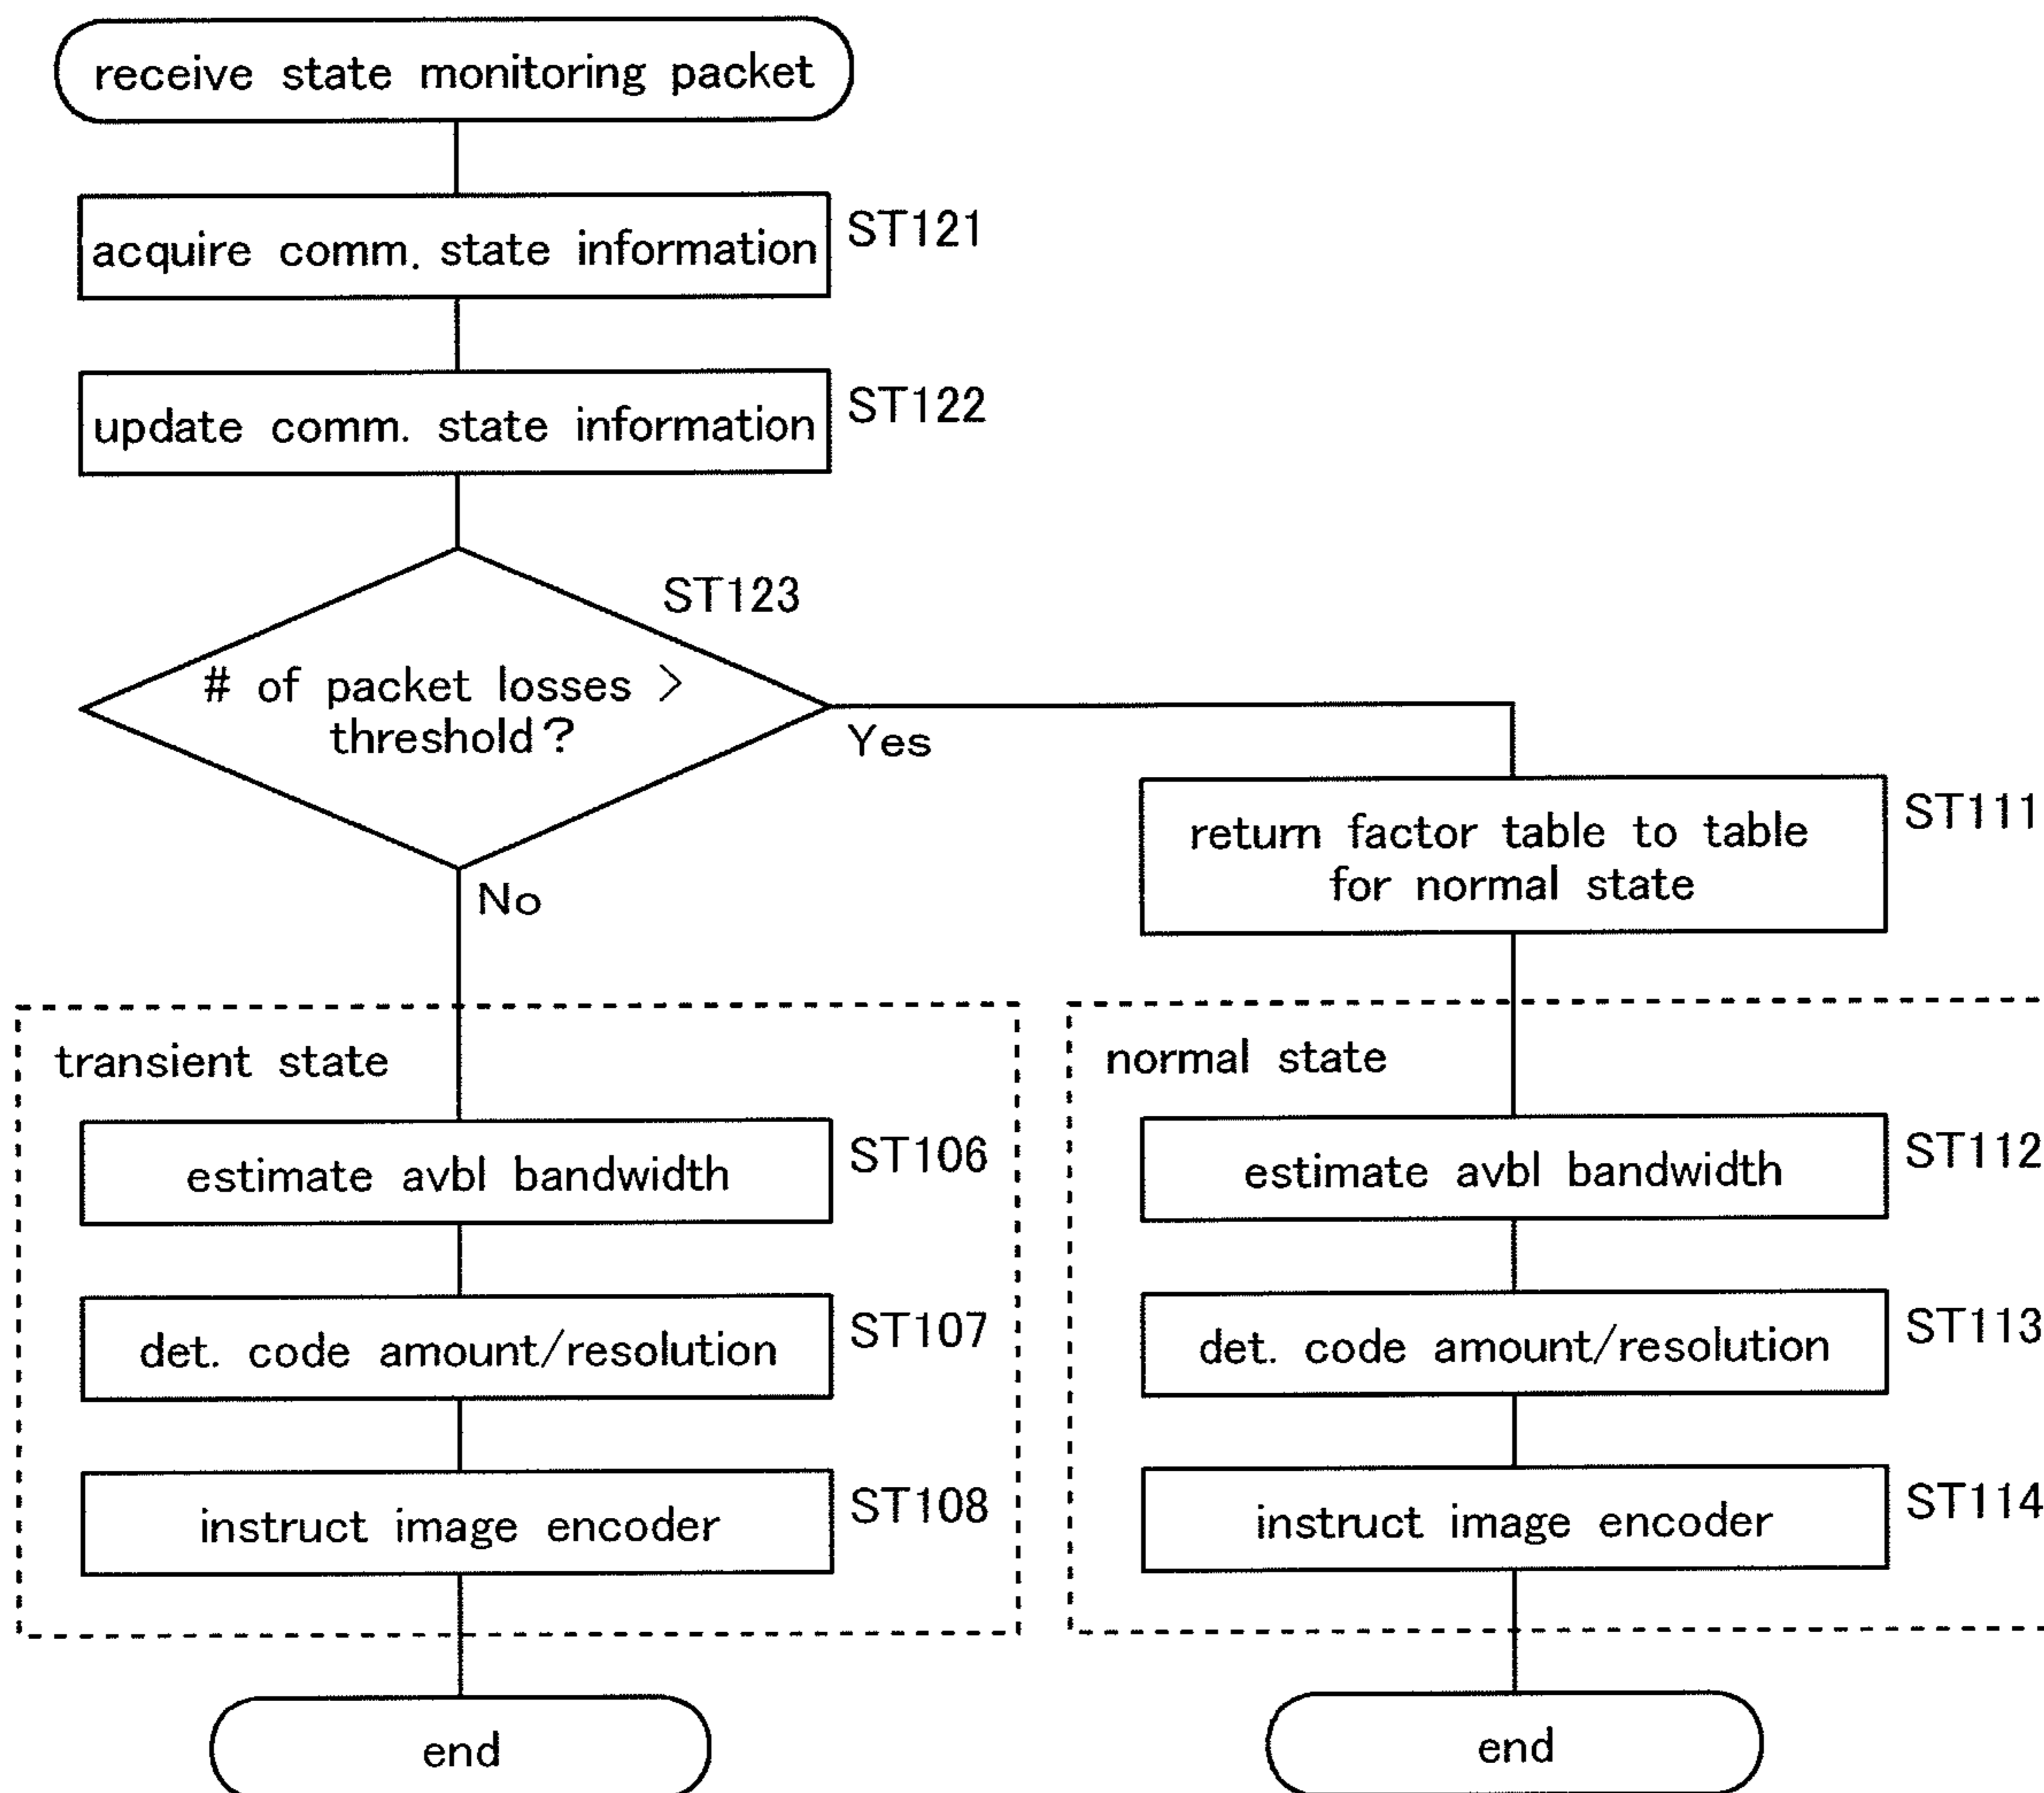 receive state monitoring packet
acquire comm. state information
ST121
update comm. state information
ST122
ST123
# of packet losses >
threshold?
Yes
No
return factor table to table
for normal state
ST111
transient state
estimate avbl bandwidth
ST106
det. code amount/resolution
ST107
instruct image encoder
ST108
end
normal state
estimate avbl bandwidth
ST112
det. code amount/resolution
ST113
instruct image encoder
ST114
end